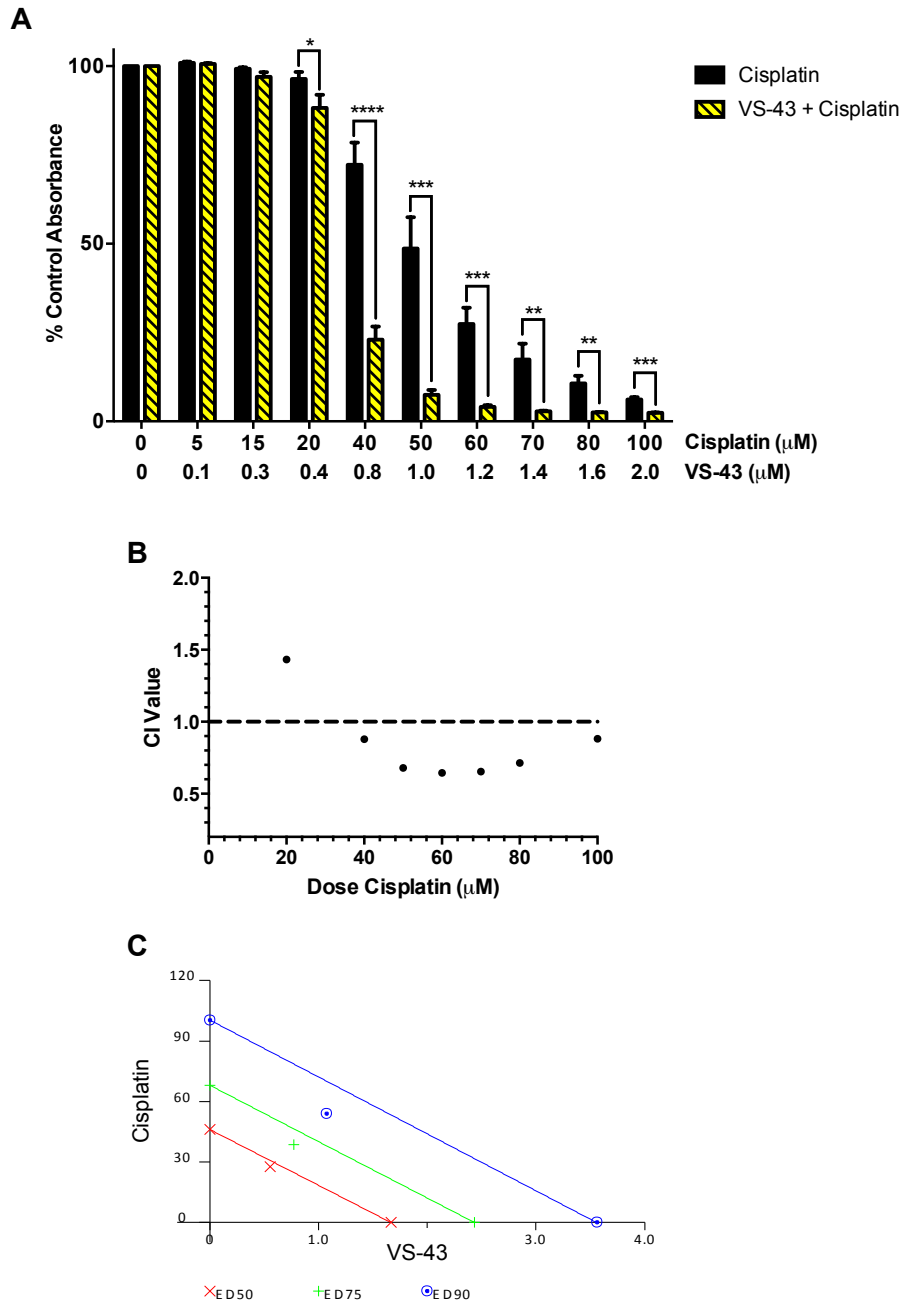 A
% Control Absorbance
100
50
0
*
****
***
***
**
**
***
Cisplatin
VS-43 + Cisplatin
0 5 15 20 40 50 60 70 80 100 Cisplatin (μM)
0 0.1 0.3 0.4 0.8 1.0 1.2 1.4 1.6 2.0 VS-43 (μM)
B
CI Value
2.0
1.5
1.0
0.5
0 20 40 60 80 100
Dose Cisplatin (μM)
C
Cisplatin
120
90
60
30
0
0 1.0 3.0 4.0
VS-43
ED50 ED75 ED90